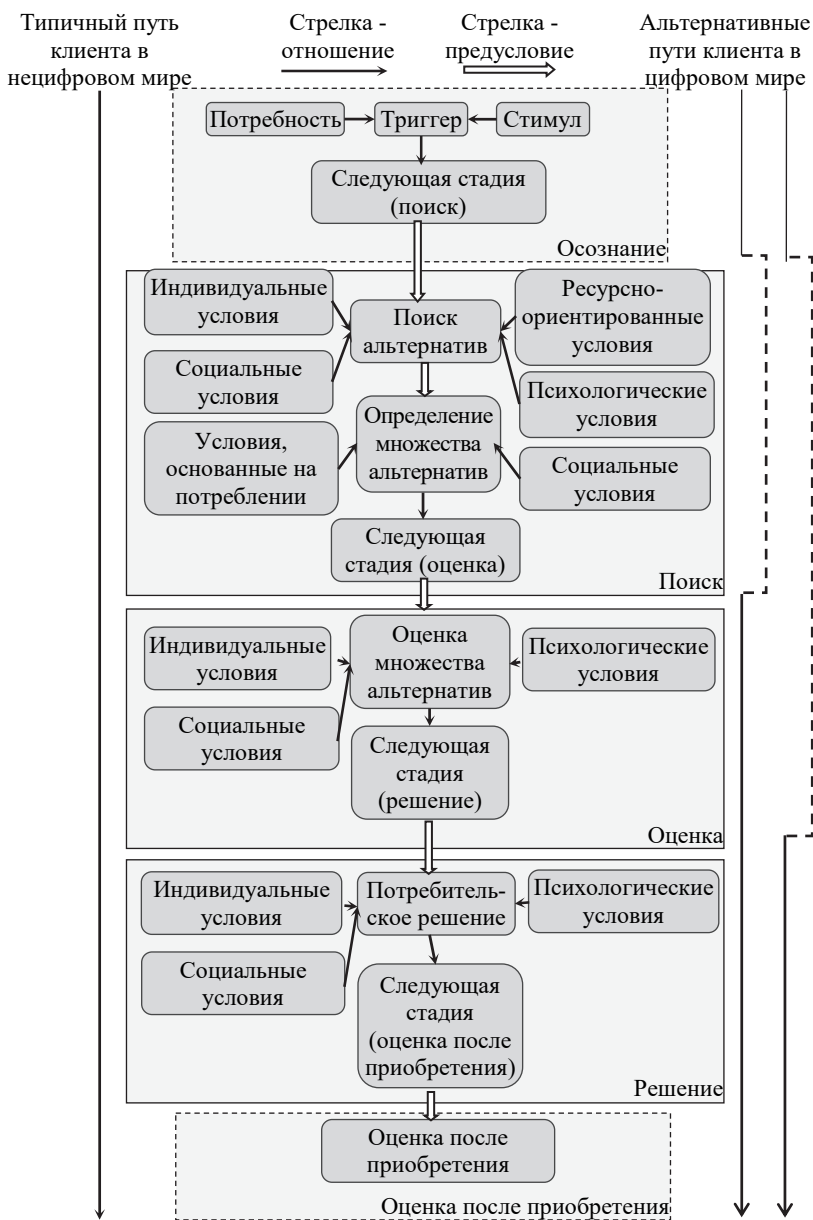 Типичный путь
клиента в
нецифровом мире
Стрелка -
отношение
Стрелка -
предусловие
Альтернативные
пути клиента в
цифровом мире
Потребность
Триггер
Стимул
Следующая стадия
(поиск)
Осознание
Индивидуальные
условия
Поиск
альтернатив
Ресурсно-
ориентированные
условия
Социальные
условия
Психологические
условия
Условия,
основанные на
потреблении
Определение
множества
альтернатив
Социальные
условия
Следующая
стадия (оценка)
Поиск
Индивидуальные
условия
Оценка
множества
альтернатив
Психологические
условия
Социальные
условия
Следующая
стадия
(решение)
Оценка
Индивидуальные
условия
Потребитель-
ское решение
Психологические
условия
Социальные
условия
Следующая
стадия
(оценка после
приобретения)
Решение
Оценка после
приобретения
Оценка после приобретения